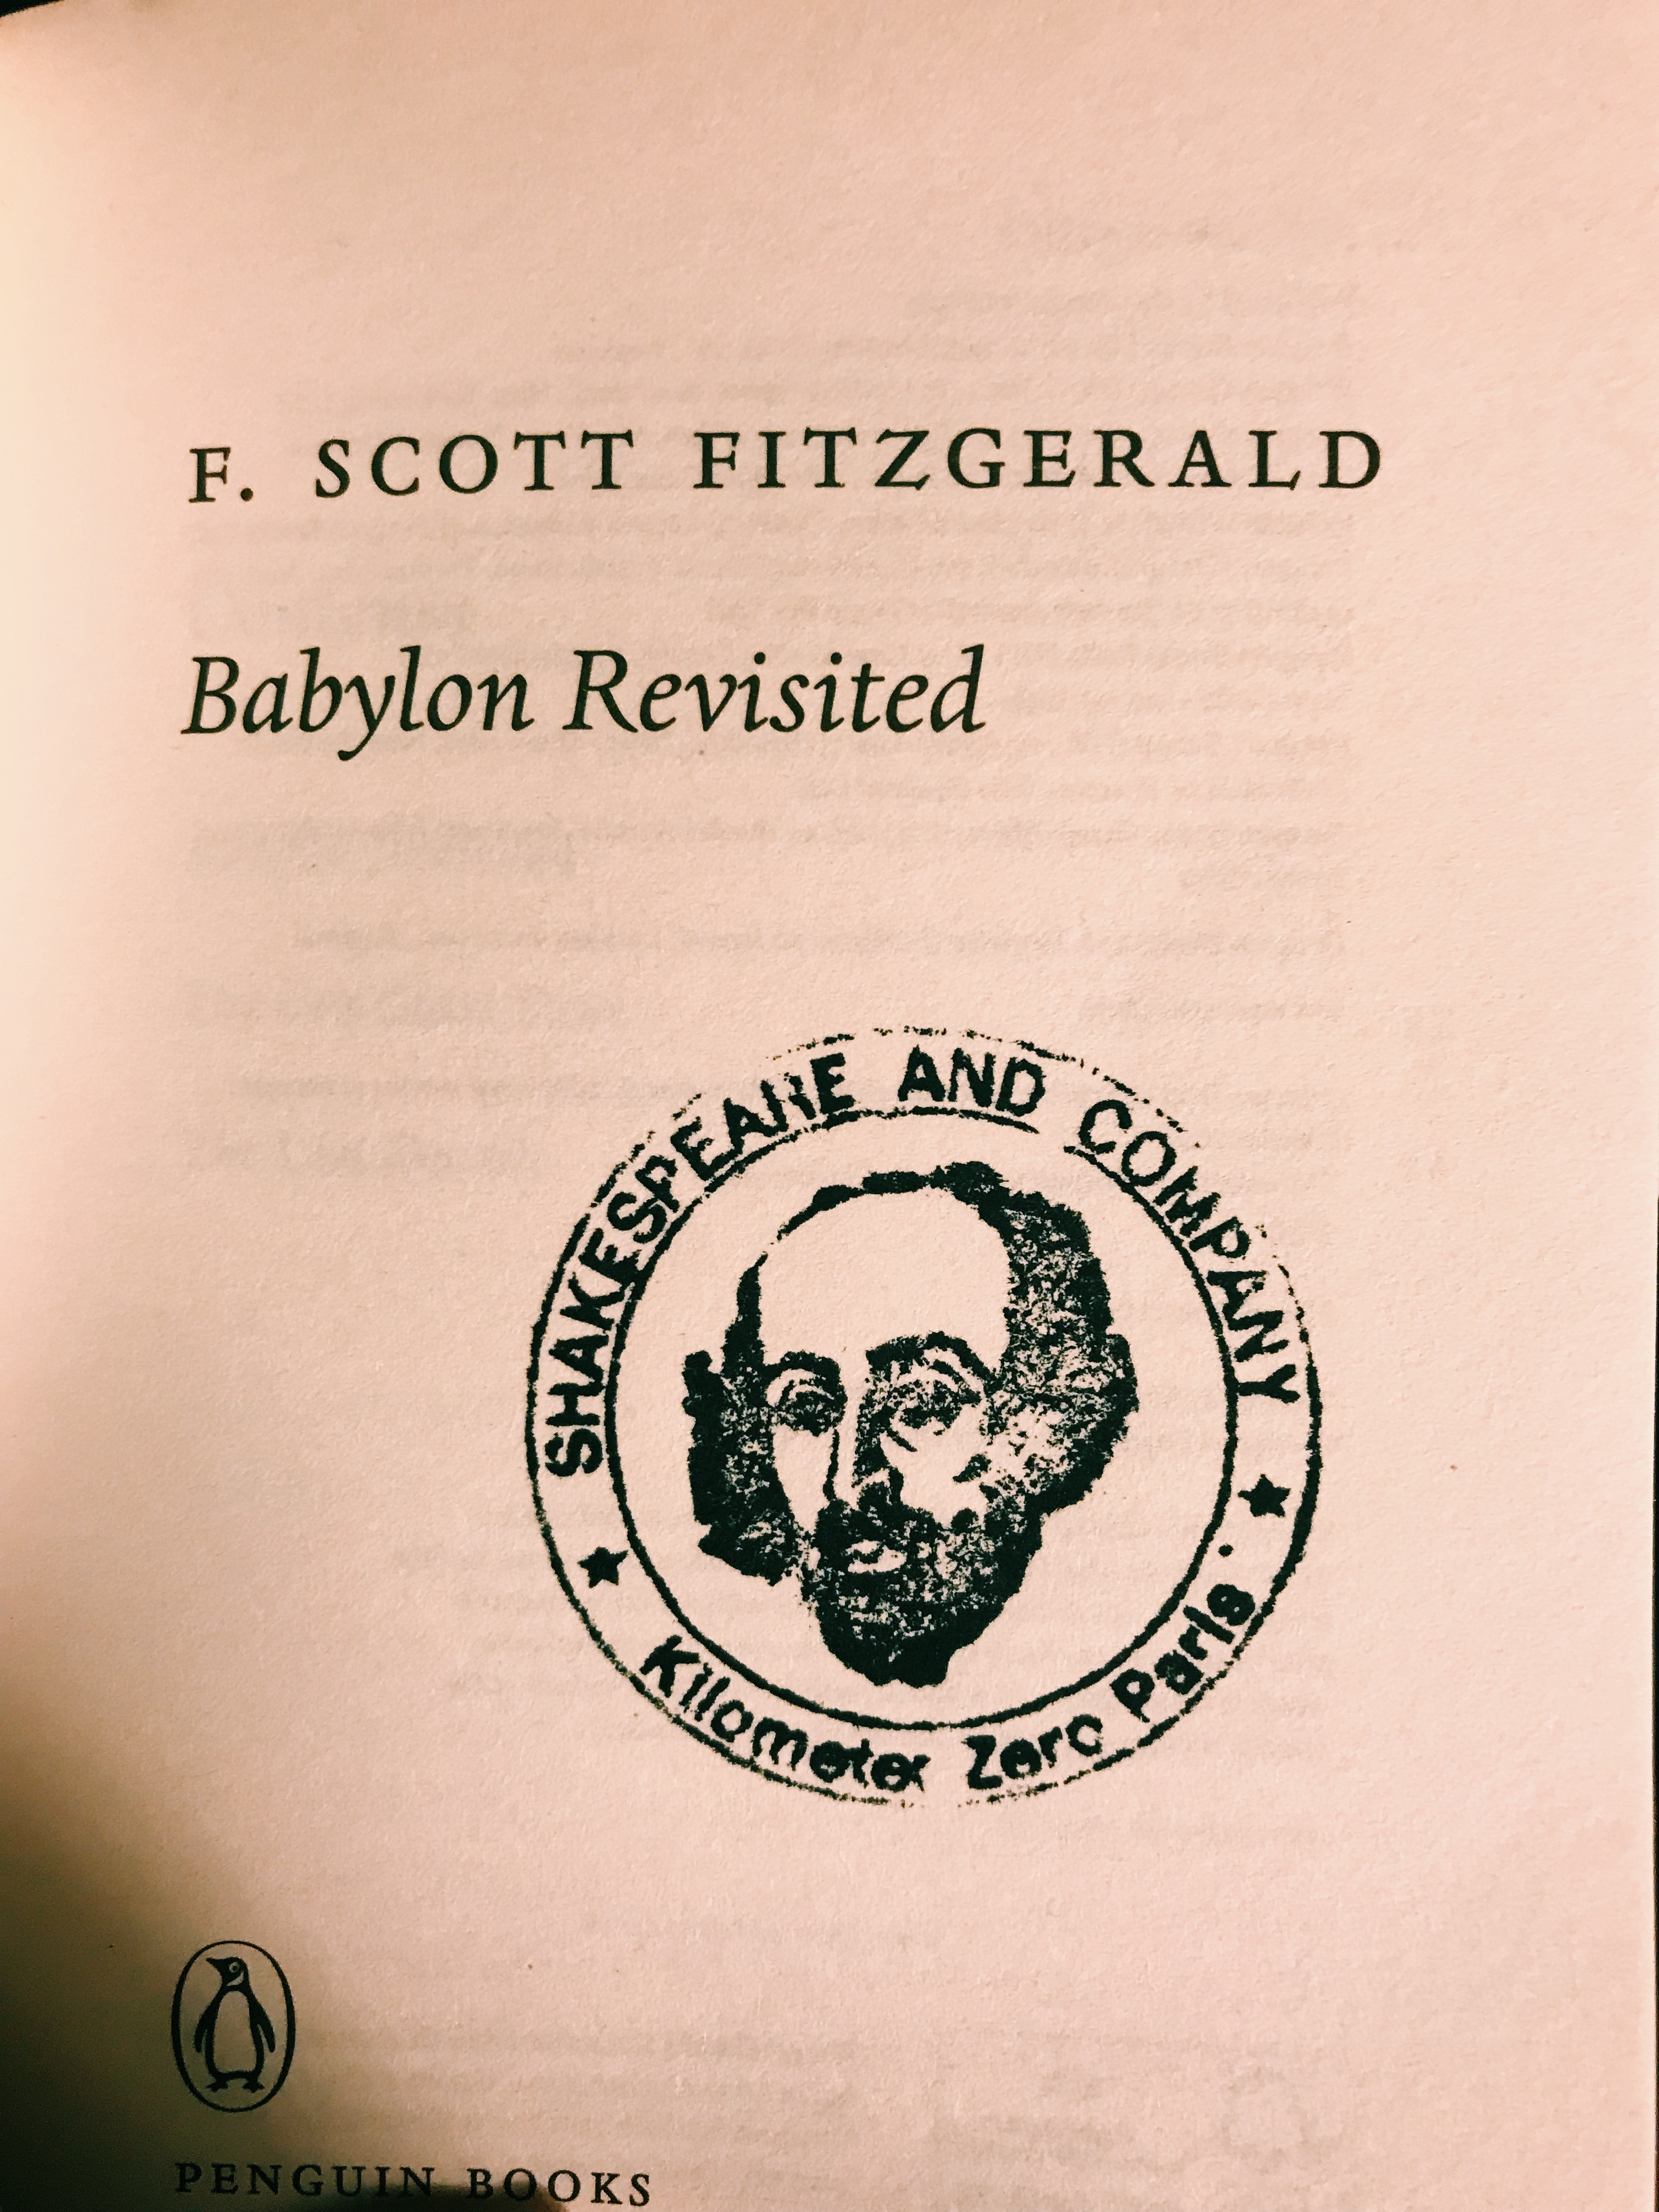 F. SCOTT FITZGERALD
Babylon Revisited
SHAKESPEARE AND COMPANY
Kilometer Zero Paris
PENGUIN BOOKS